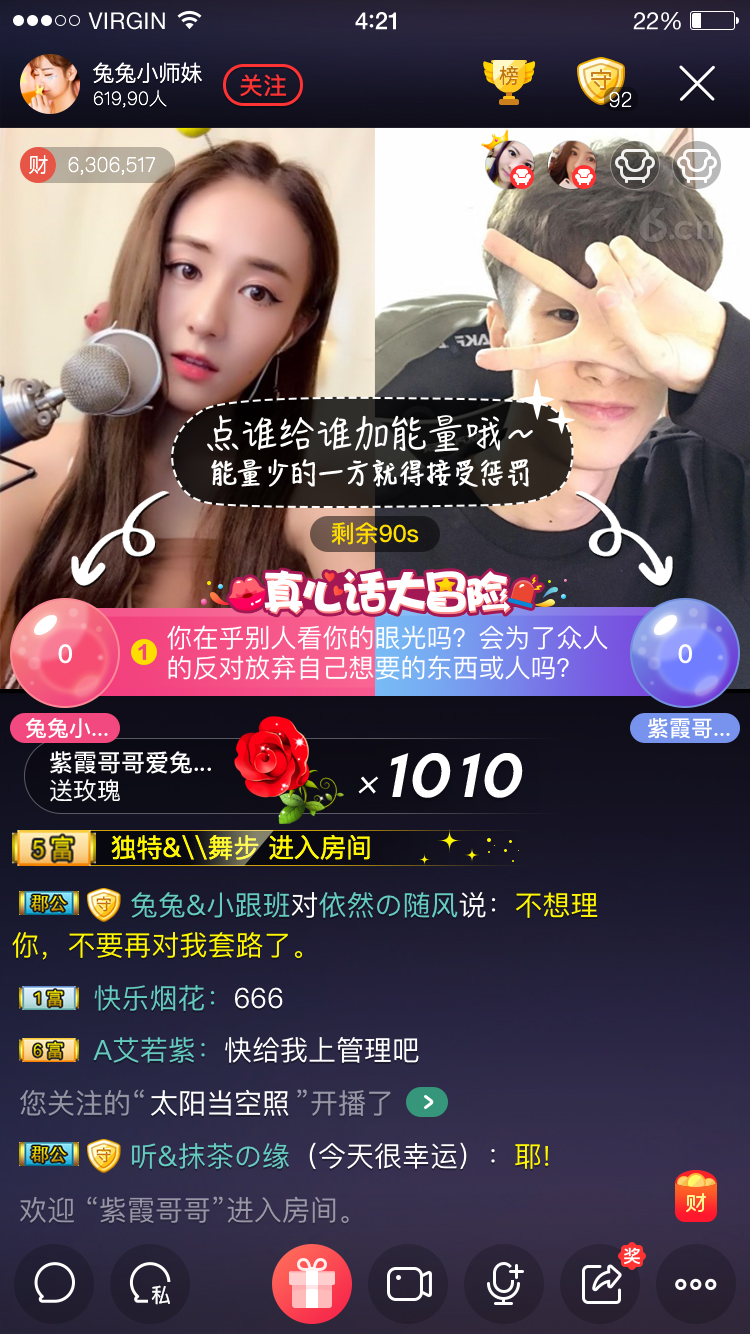 VIRGIN 4:21 22%
兔兔小师妹
619,90人
关注
榜
守
92
财 6,306,517
6.cn
点谁给谁加能量哦~
能量少的一方就得接受惩罚
剩余90s
真心话大冒险
0
1 你在乎别人看你的眼光吗？会为了众人
的反对放弃自己想要的东西或人吗？
0
兔兔小...
紫霞哥...
紫霞哥哥爱兔...
送玫瑰
×1010
5富 独特&\\舞步 进入房间
郡公 守 兔兔&小跟班对依然の随风说：不想理
你，不要再对我套路了。
1富 快乐烟花：666
6富 A艾若紫：快给我上管理吧
您关注的“太阳当空照”开播了
郡公 守 听&抹茶の缘（今天很幸运）：耶!
欢迎 “紫霞哥哥”进入房间。
财
私
奖